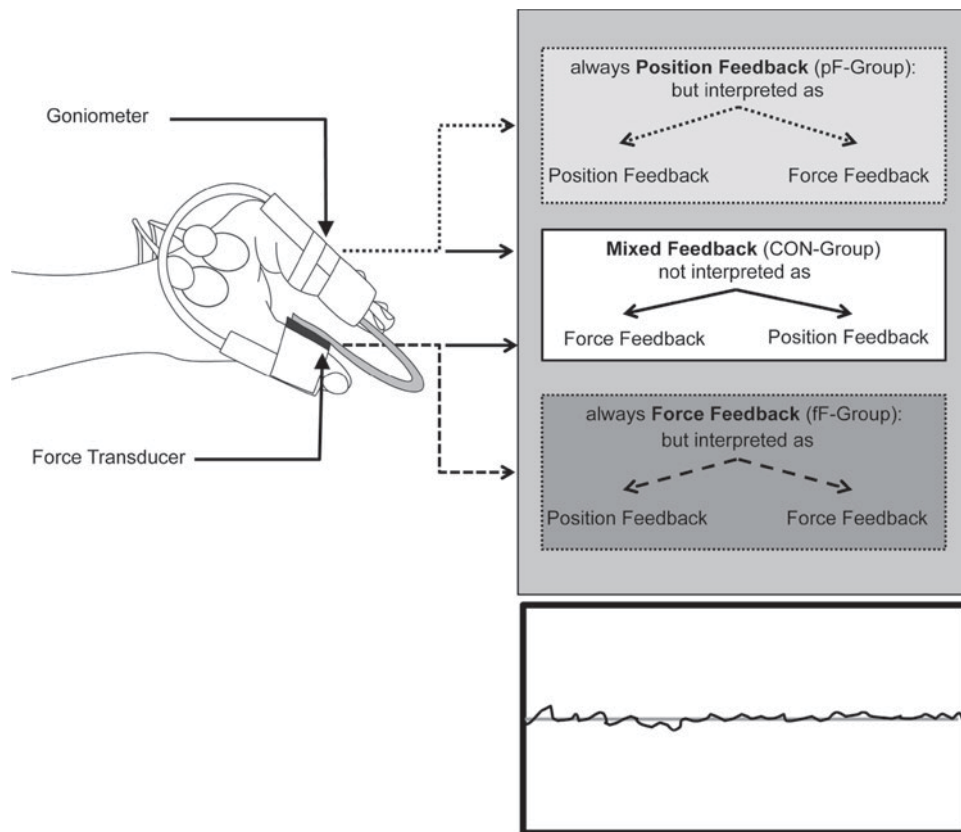 Goniometer
Force Transducer
always Position Feedback (pF-Group):
but interpreted as
Position Feedback Force Feedback
Mixed Feedback (CON-Group)
not interpreted as
Force Feedback Position Feedback
always Force Feedback (fF-Group):
but interpreted as
Position Feedback Force Feedback